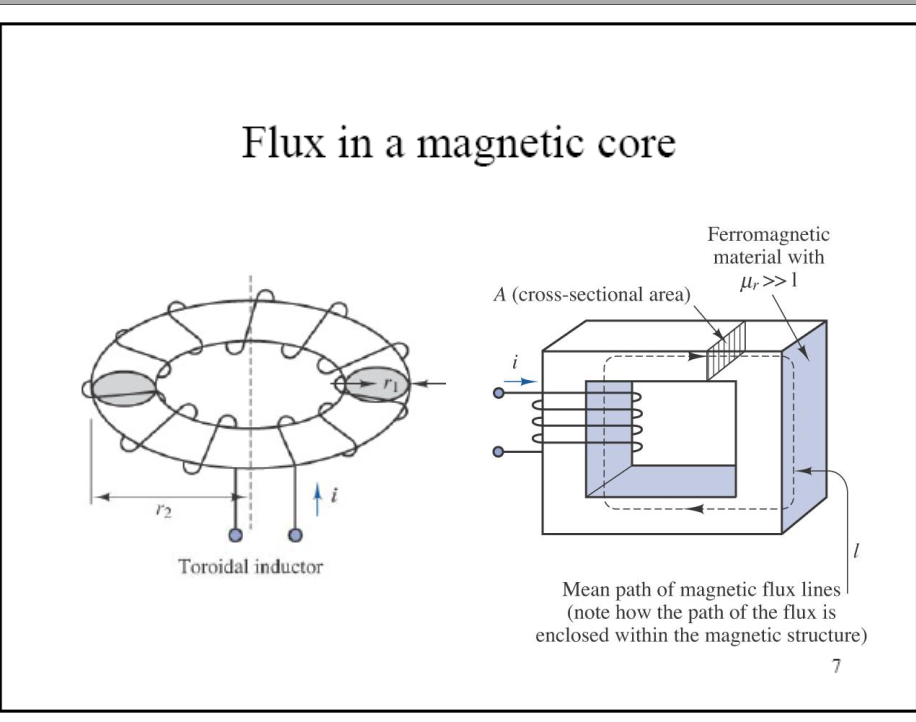 Flux in a magnetic core
r₁
r₂
i
Toroidal inductor
Ferromagnetic
material with
μᵣ >> 1
A (cross-sectional area)
i
l
Mean path of magnetic flux lines
(note how the path of the flux is
enclosed within the magnetic structure)
7